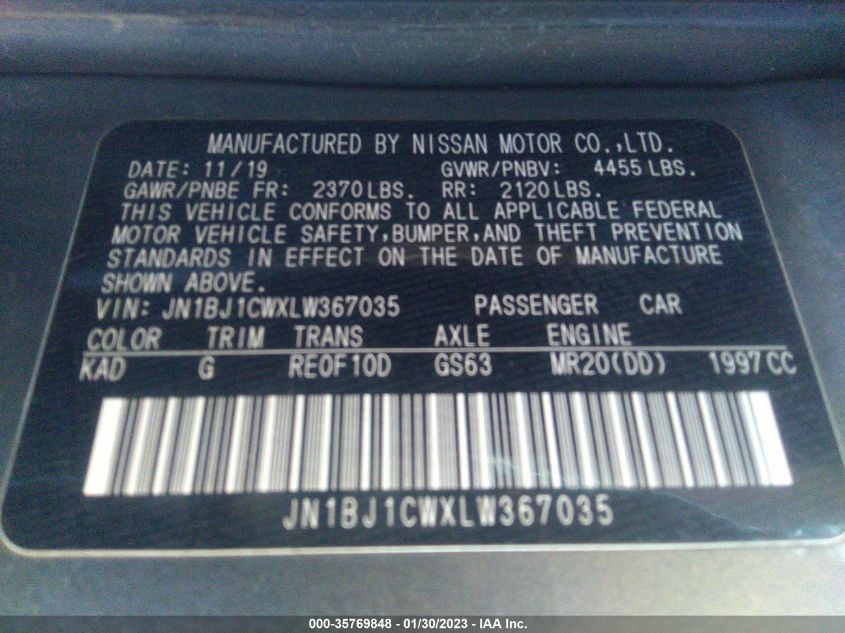 MANUFACTURED BY NISSAN MOTOR CO.,LTD.
DATE: 11/19 GVWR/PNBV: 4455 LBS.
GAWR/PNBE FR: 2370 LBS. RR: 2120 LBS.
THIS VEHICLE CONFORMS TO ALL APPLICABLE FEDERAL
MOTOR VEHICLE SAFETY,BUMPER,AND THEFT PREVENTION
STANDARDS IN EFFECT ON THE DATE OF MANUFACTURE
SHOWN ABOVE.
VIN: JN1BJ1CWXLW367035 PASSENGER CAR
COLOR TRIM TRANS AXLE ENGINE
KAD G RE0F10D GS63 MR20(DD) 1997 CC
JN1BJ1CWXLW367035
000-35769848 - 01/30/2023 - IAA Inc.